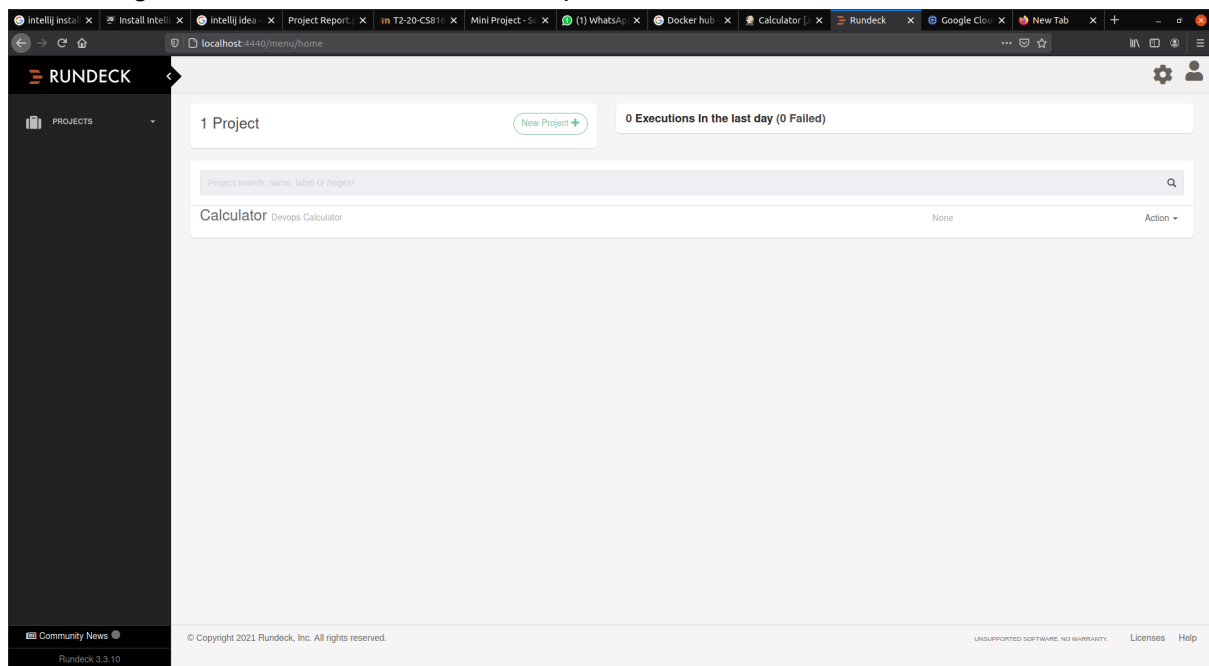 intellij instal Install Intelli intellij idea - Project Report.p T2-20-CS816 Mini Project - Sc (1) WhatsAp Docker hub - Calculator [J Rundeck Google Clou New Tab
localhost:4440/menu/home
RUNDECK
PROJECTS
1 Project
New Project +
0 Executions In the last day (0 Failed)
Project search: name, label or /regex/
Calculator Devops Calculator None Action
Community News
Rundeck 3.3.10
© Copyright 2021 Rundeck, Inc. All rights reserved.
UNSUPPORTED SOFTWARE. NO WARRANTY. Licenses Help